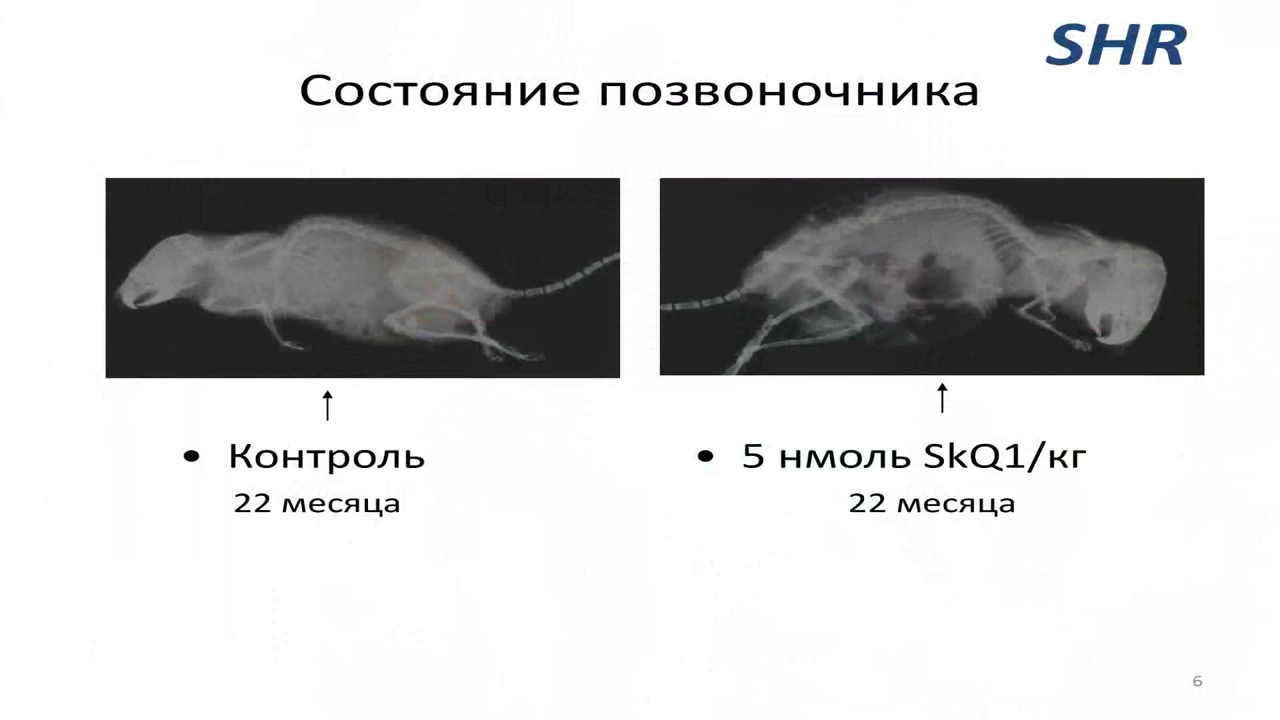 SHR
Состояние позвоночника
• Контроль
22 месяца
• 5 нмоль SkQ1/кг
22 месяца
6